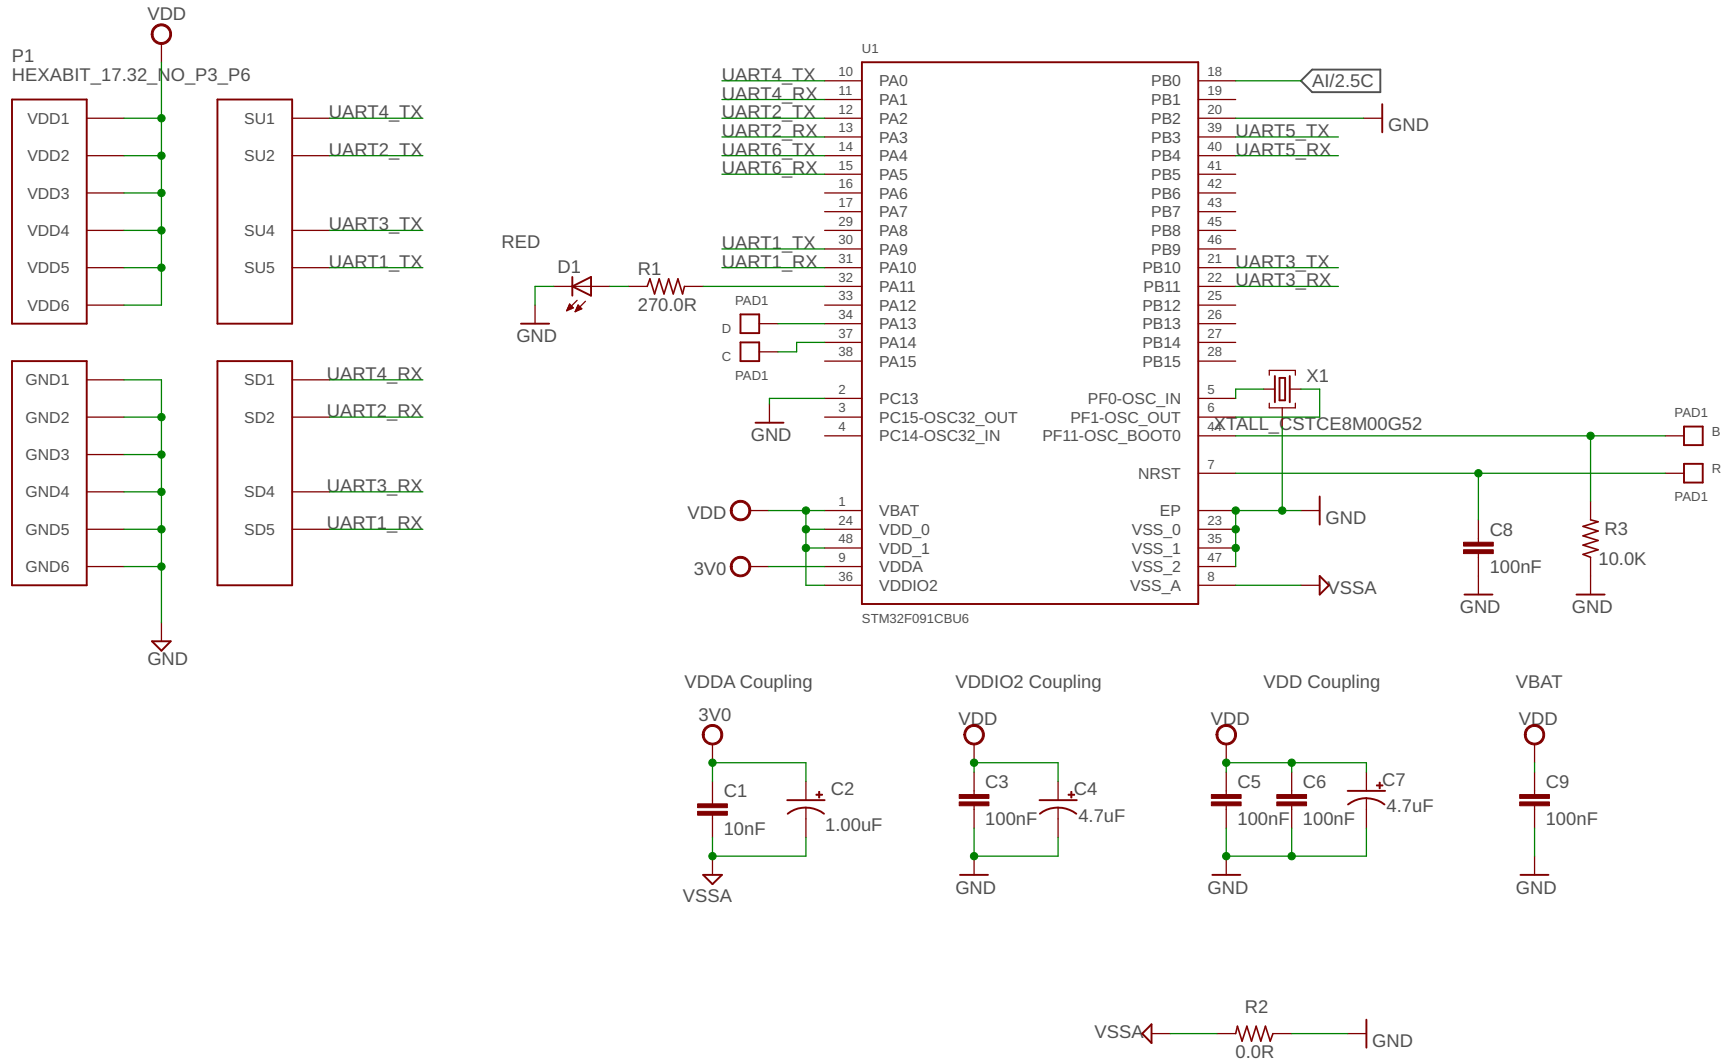 VDD
P1
HEXABIT_17.32_NO_P3_P6
VDD1
VDD2
VDD3
VDD4
VDD5
VDD6
SU1
SU2
SU4
SU5
UART4_TX
UART2_TX
UART3_TX
UART1_TX
GND1
GND2
GND3
GND4
GND5
GND6
SD1
SD2
SD4
SD5
UART4_RX
UART2_RX
UART3_RX
UART1_RX
GND
RED
D1
GND
R1
270.0R
PAD1
D
C
PAD1
GND
VDD
3V0
U1
UART4_TX 10 PA0
UART4_RX 11 PA1
UART2_TX 12 PA2
UART2_RX 13 PA3
UART6_TX 14 PA4
UART6_RX 15 PA5
16 PA6
17 PA7
29 PA8
UART1_TX 30 PA9
UART1_RX 31 PA10
32 PA11
33 PA12
34 PA13
37 PA14
38 PA15
2 PC13
3 PC15-OSC32_OUT
4 PC14-OSC32_IN
1 VBAT
24 VDD_0
48 VDD_1
9 VDDA
36 VDDIO2
PB0 18 AI/2.5C
PB1 19
PB2 20 GND
PB3 39 UART5_TX
PB4 40 UART5_RX
PB5 41
PB6 42
PB7 43
PB8 45
PB9 46
PB10 21 UART3_TX
PB11 22 UART3_RX
PB12 25
PB13 26
PB14 27
PB15 28
PF0-OSC_IN 5
PF1-OSC_OUT 6
PF11-OSC_BOOT0 44
NRST 7
EP
VSS_0 23
VSS_1 35
VSS_2 47
VSS_A 8
STM32F091CBU6
X1
XTALL_CSTCE8M00G52
GND
VSSA
PAD1
B
R
PAD1
C8
100nF
GND
R3
10.0K
GND
VDDA Coupling
3V0
C1
10nF
C2
1.00uF
VSSA
VDDIO2 Coupling
VDD
C3
100nF
C4
4.7uF
GND
VDD Coupling
VDD
C5
100nF
C6
100nF
C7
4.7uF
GND
VBAT
VDD
C9
100nF
GND
VSSA
R2
0.0R
GND